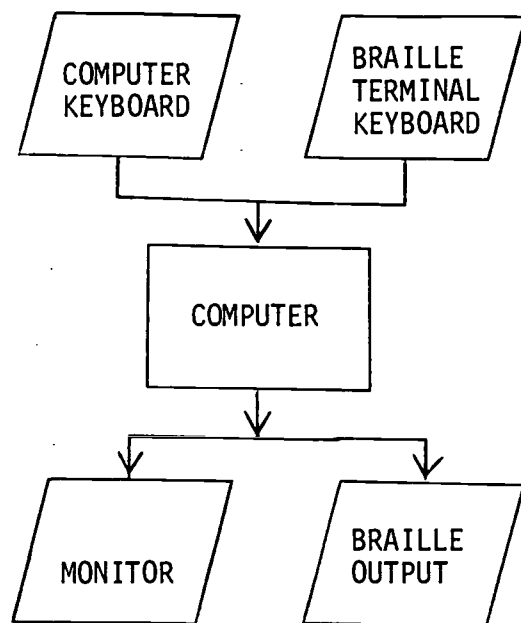 COMPUTER
KEYBOARD
BRAILLE
TERMINAL
KEYBOARD
COMPUTER
MONITOR
BRAILLE
OUTPUT